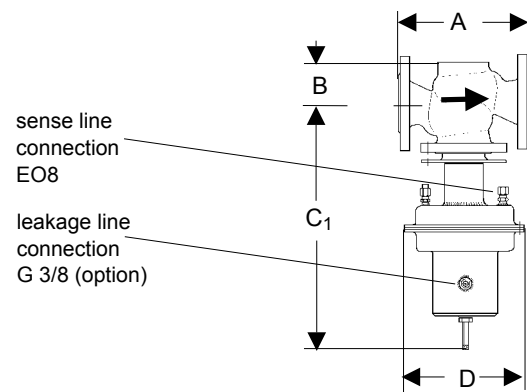 A
B
sense line
connection
EO8
leakage line
connection
G 3/8 (option)
C1
D